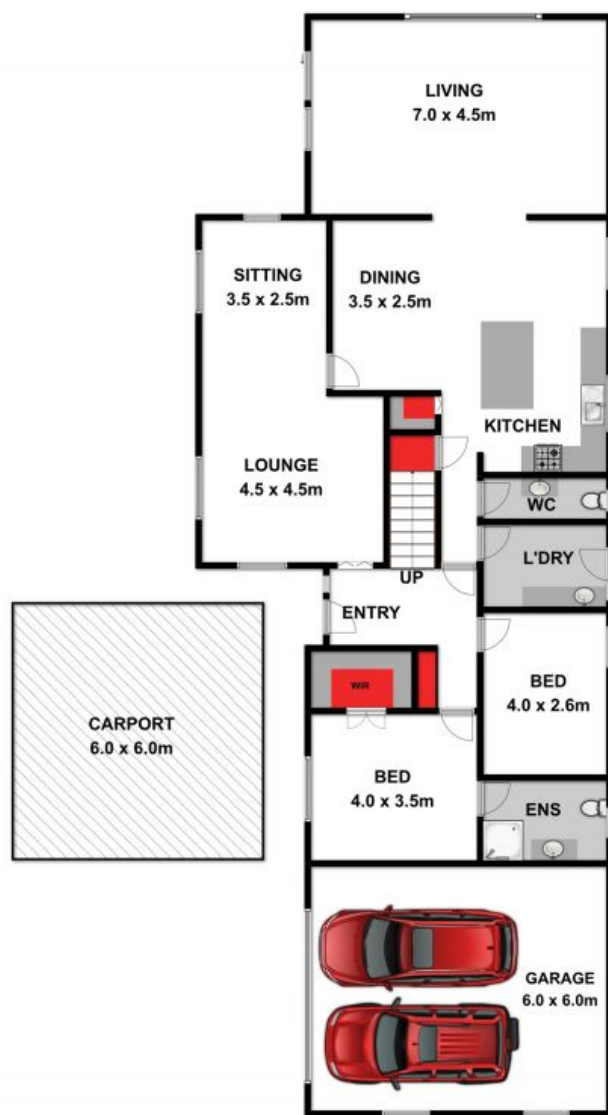 LIVING
7.0 x 4.5m
SITTING
3.5 x 2.5m
DINING
3.5 x 2.5m
KITCHEN
LOUNGE
4.5 x 4.5m
WC
L'DRY
UP
ENTRY
WIR
BED
4.0 x 2.6m
CARPORT
6.0 x 6.0m
BED
4.0 x 3.5m
ENS
GARAGE
6.0 x 6.0m